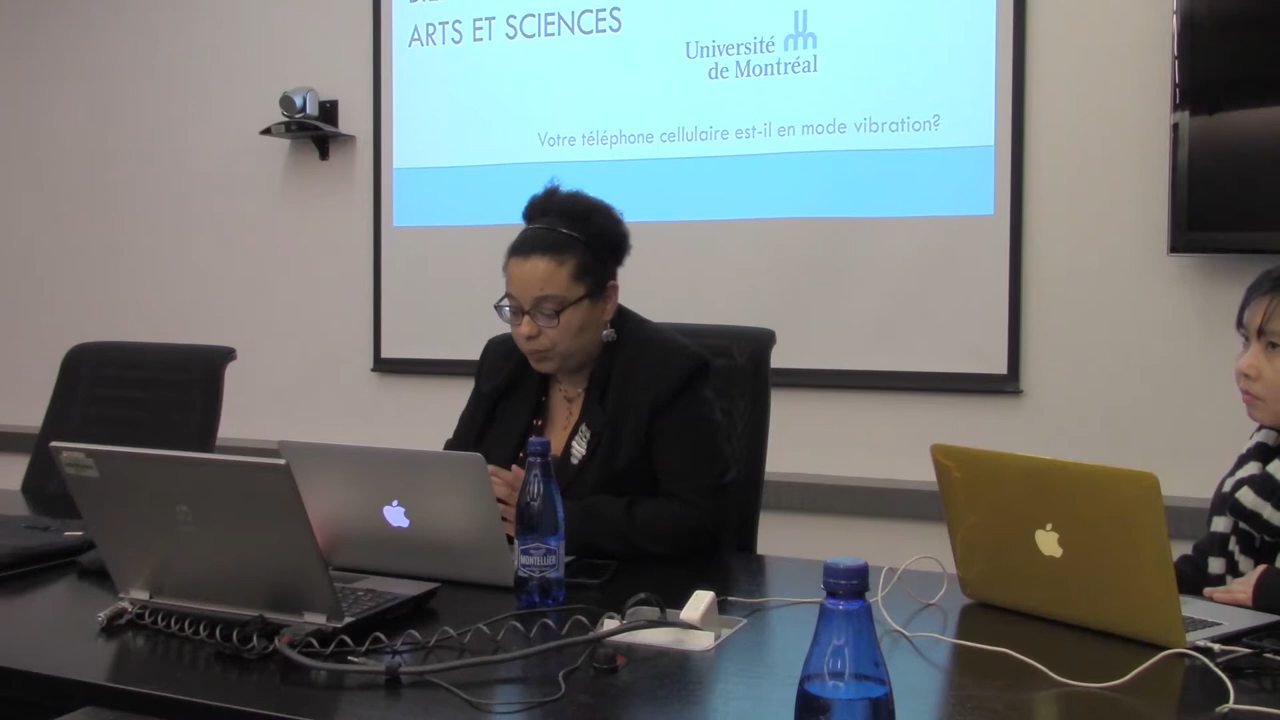 ARTS ET SCIENCES
Université
de Montréal
Votre téléphone cellulaire est-il en mode vibration?
MONTELLIER